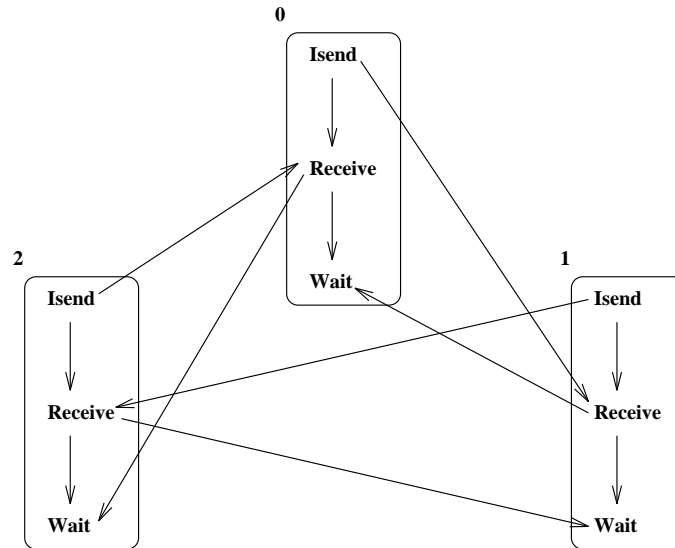 0
Isend
Receive
Wait
2
Isend
Receive
Wait
1
Isend
Receive
Wait